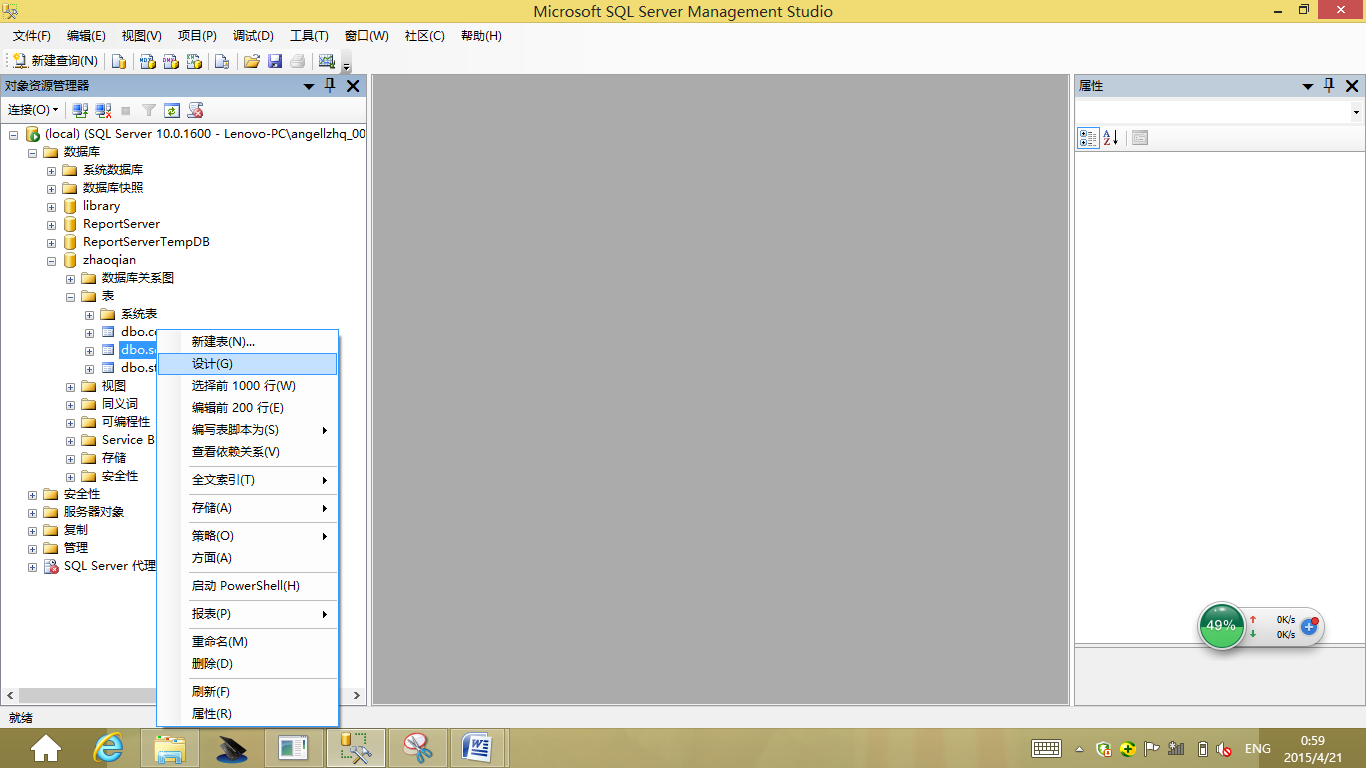 Microsoft SQL Server Management Studio
文件(F) 编辑(E) 视图(V) 项目(P) 调试(D) 工具(T) 窗口(W) 社区(C) 帮助(H)
新建查询(N)
对象资源管理器
连接(O)
(local) (SQL Server 10.0.1600 - Lenovo-PC\angellzhq_00
数据库
系统数据库
数据库快照
library
ReportServer
ReportServerTempDB
zhaoqian
数据库关系图
表
系统表
dbo.
dbo.s
dbo.st
视图
同义词
可编程性
Service B
存储
安全性
安全性
服务器对象
复制
管理
SQL Server 代理
新建表(N)...
设计(G)
选择前 1000 行(W)
编辑前 200 行(E)
编写表脚本为(S)
查看依赖关系(V)
全文索引(T)
存储(A)
策略(O)
方面(A)
启动 PowerShell(H)
报表(P)
重命名(M)
删除(D)
刷新(F)
属性(R)
属性
49%
0K/s
0K/s
就绪
ENG
0:59
2015/4/21